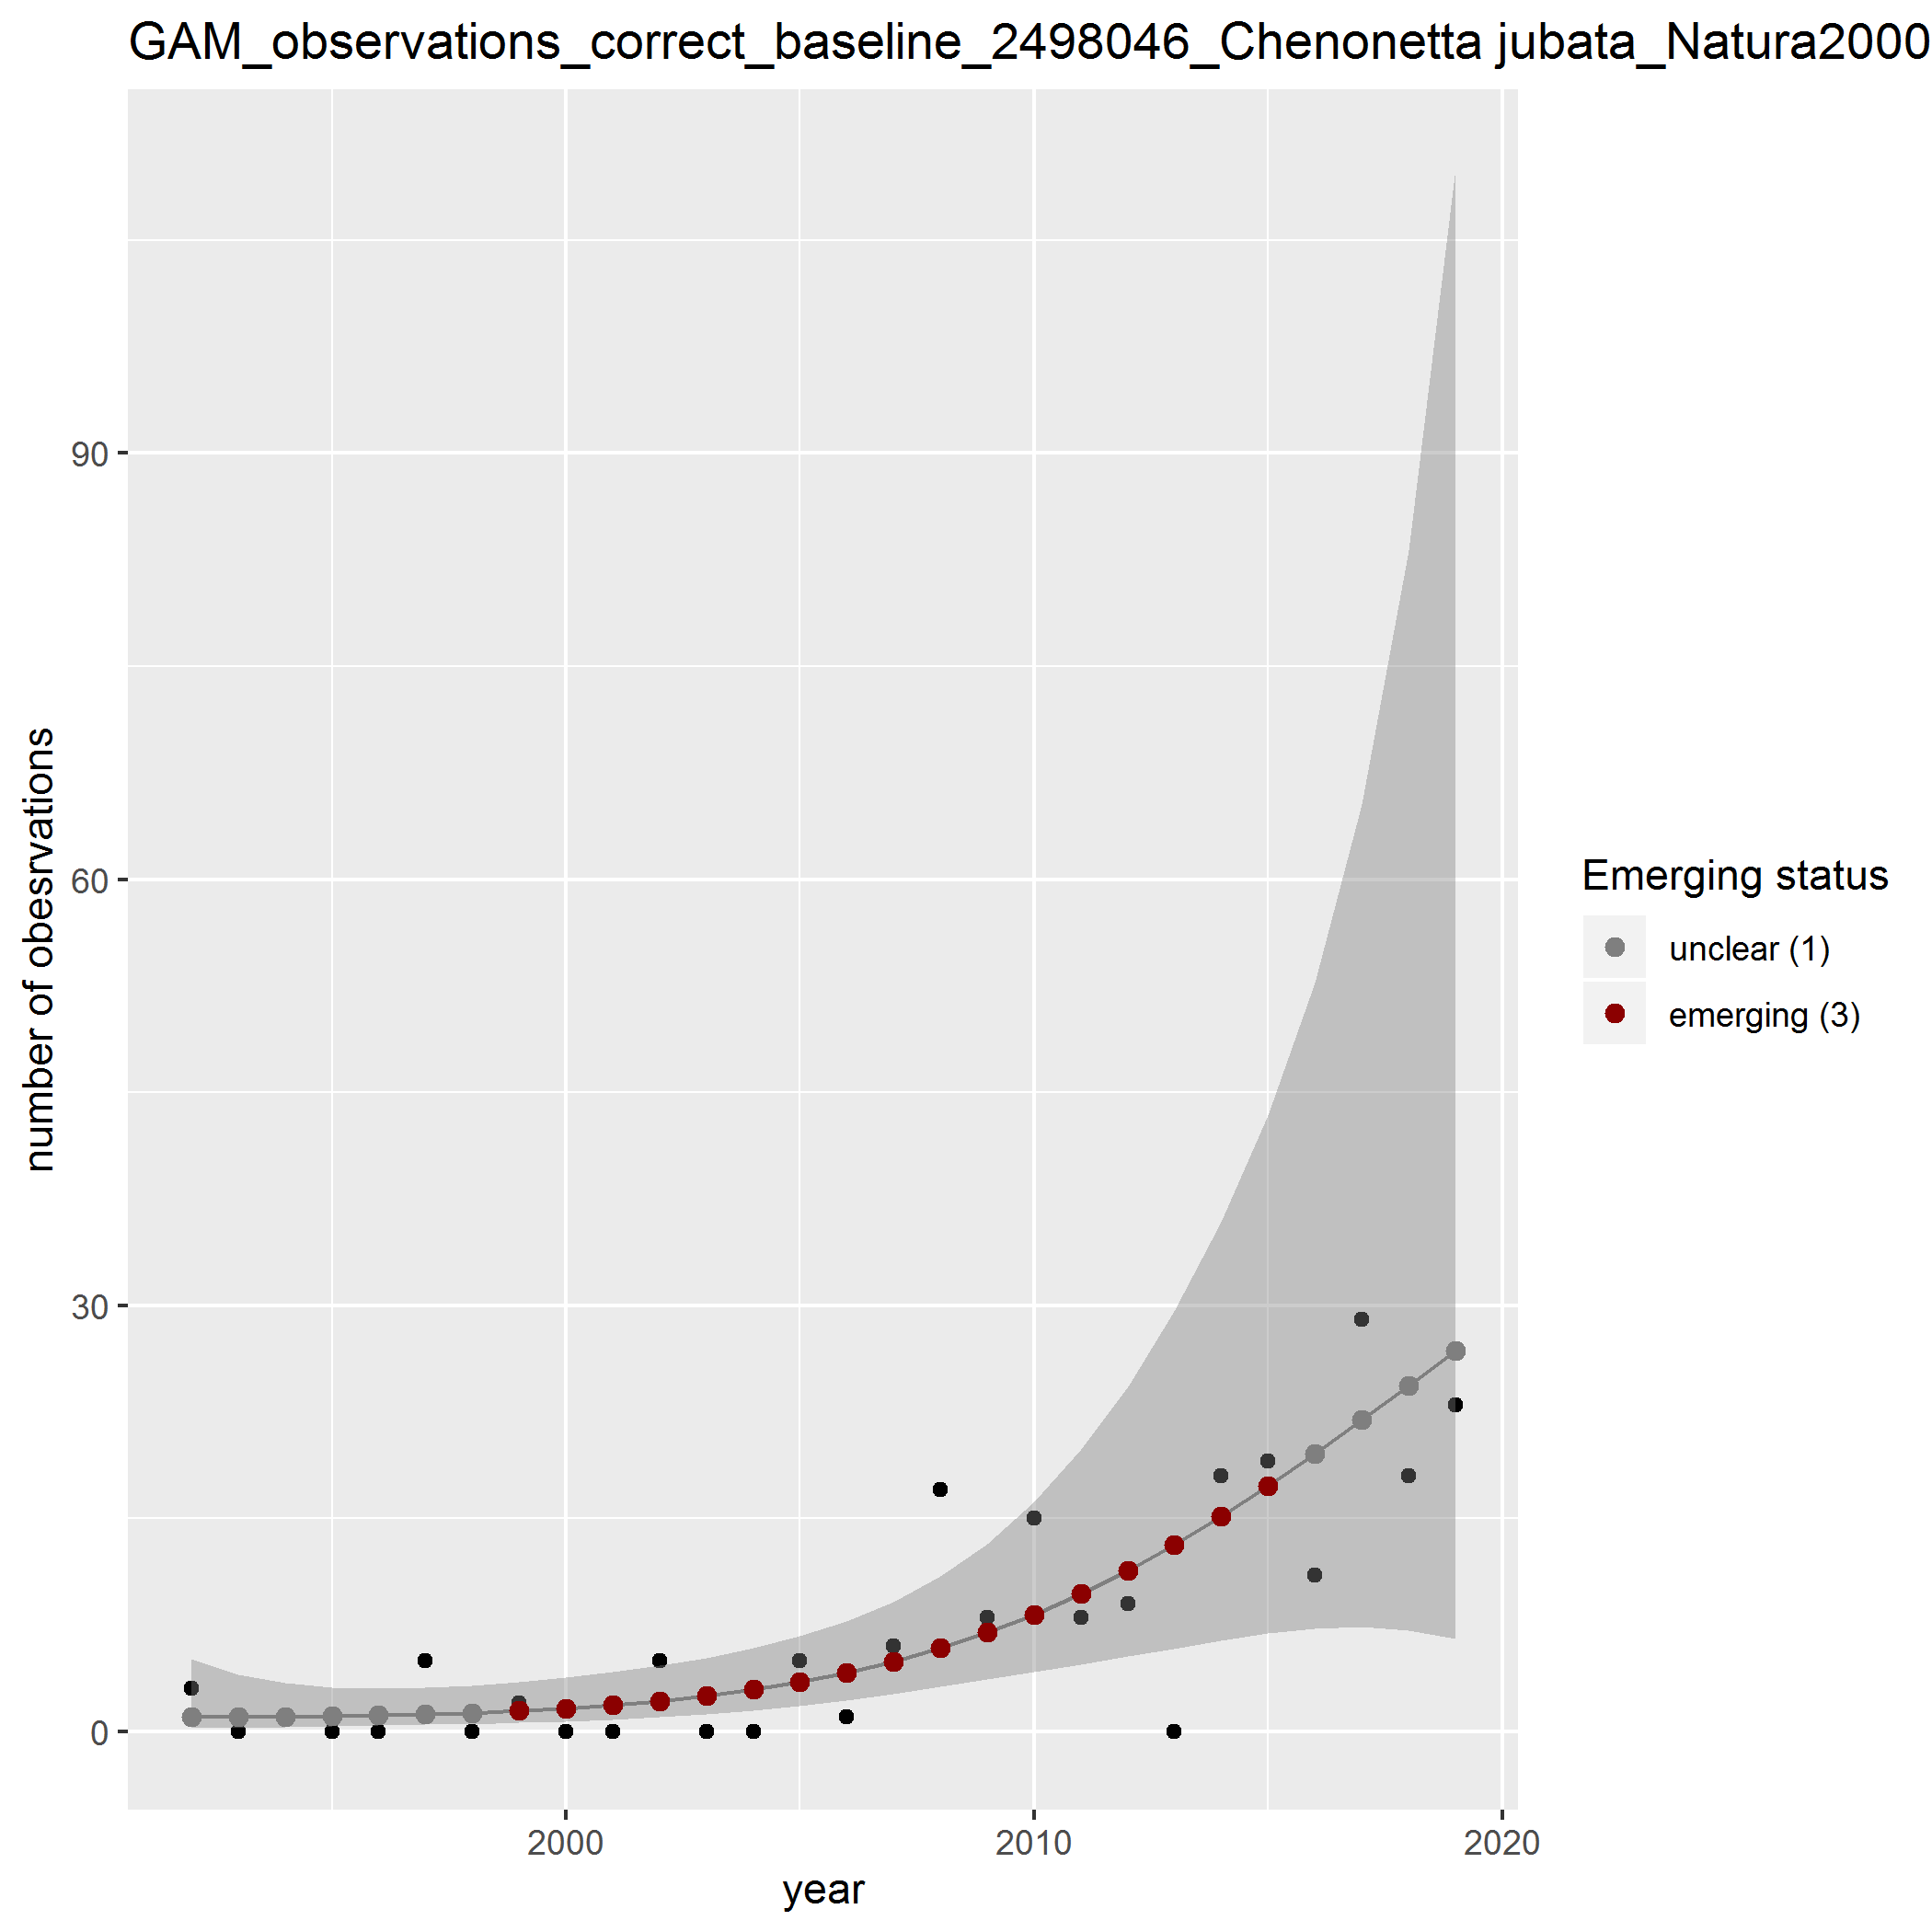 GAM_observations_correct_baseline_2498046_Chenonetta jubata_Natura2000
number of obesrvations
90
60
30
0
2000
2010
2020
year
Emerging status
unclear (1)
emerging (3)